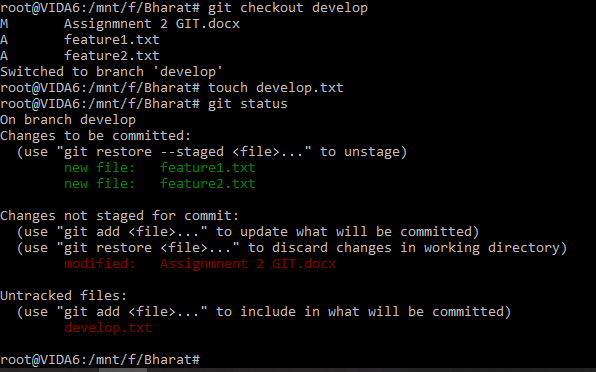 root@VIDA6:/mnt/f/Bharat# git checkout develop
M       Assignmnent 2 GIT.docx
A       feature1.txt
A       feature2.txt
Switched to branch 'develop'
root@VIDA6:/mnt/f/Bharat# touch develop.txt
root@VIDA6:/mnt/f/Bharat# git status
On branch develop
Changes to be committed:
  (use "git restore --staged <file>..." to unstage)
        new file:   feature1.txt
        new file:   feature2.txt

Changes not staged for commit:
  (use "git add <file>..." to update what will be committed)
  (use "git restore <file>..." to discard changes in working directory)
        modified:   Assignmnent 2 GIT.docx

Untracked files:
  (use "git add <file>..." to include in what will be committed)
        develop.txt

root@VIDA6:/mnt/f/Bharat#